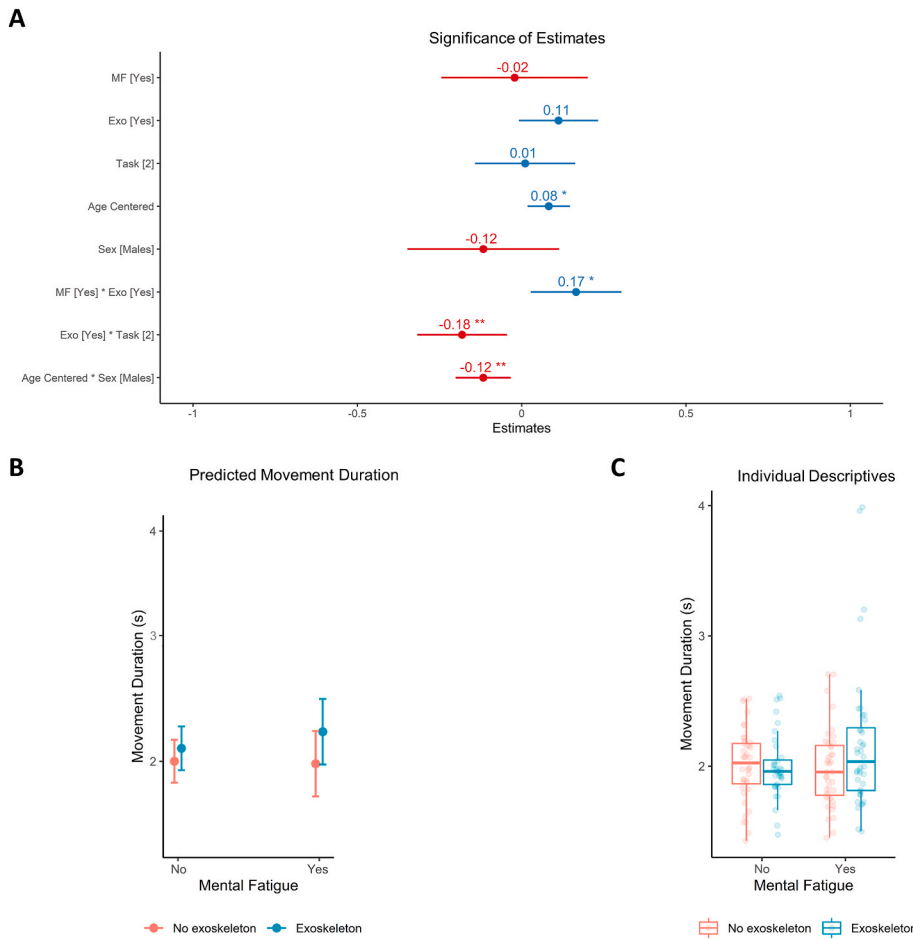 A
Significance of Estimates
MF [Yes]
-0.02
Exo [Yes]
0.11
Task [2]
0.01
Age Centered
0.08 *
Sex [Males]
-0.12
MF [Yes] * Exo [Yes]
0.17 *
Exo [Yes] * Task [2]
-0.18 **
Age Centered * Sex [Males]
-0.12 **
-1
-0.5
0
0.5
1
Estimates
B
Predicted Movement Duration
Movement Duration (s)
4
3
2
No
Yes
Mental Fatigue
No exoskeleton
Exoskeleton
C
Individual Descriptives
Movement Duration (s)
4
3
2
No
Yes
Mental Fatigue
No exoskeleton
Exoskeleton